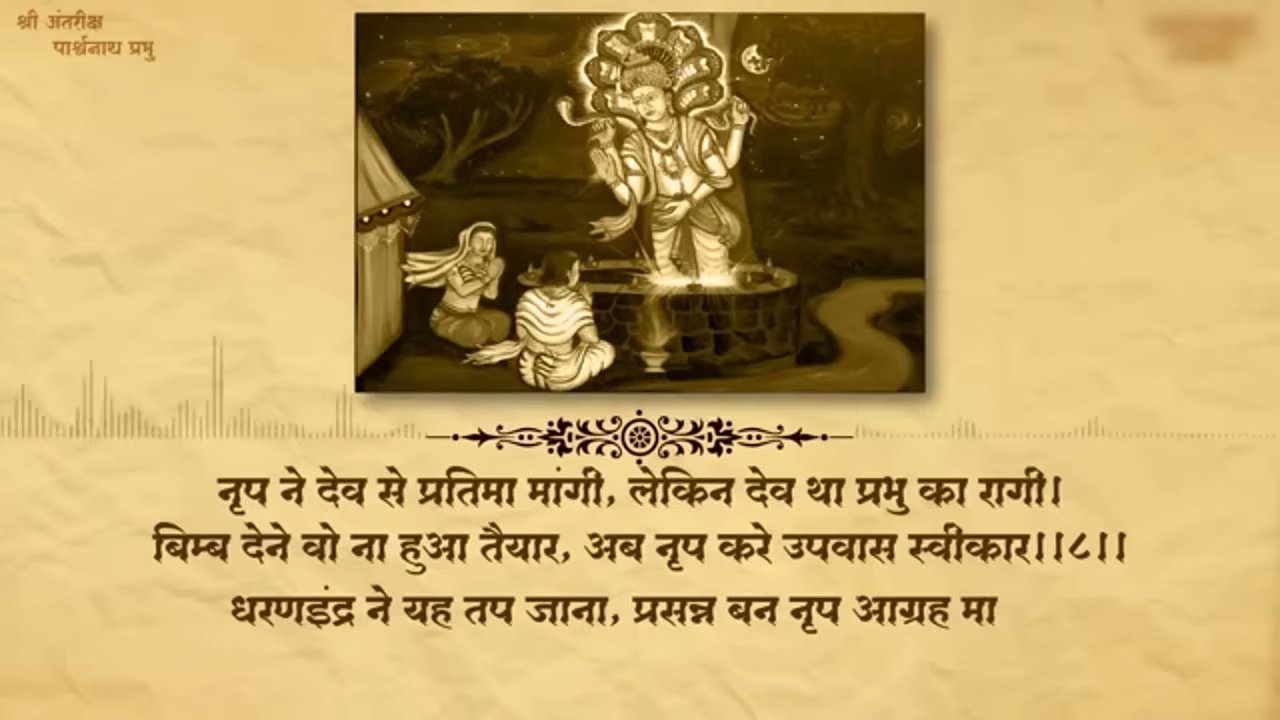 श्री अंतरीक्ष
पार्श्वनाथ प्रभु
नृप ने देव से प्रतिमा मांगी, लेकिन देव था प्रभु का रागी।
बिम्ब देने वो ना हुआ तैयार, अब नृप करे उपवास स्वीकार।।८।।
धरणइंद्र ने यह तप जाना, प्रसन्न बन नृप आग्रह मा